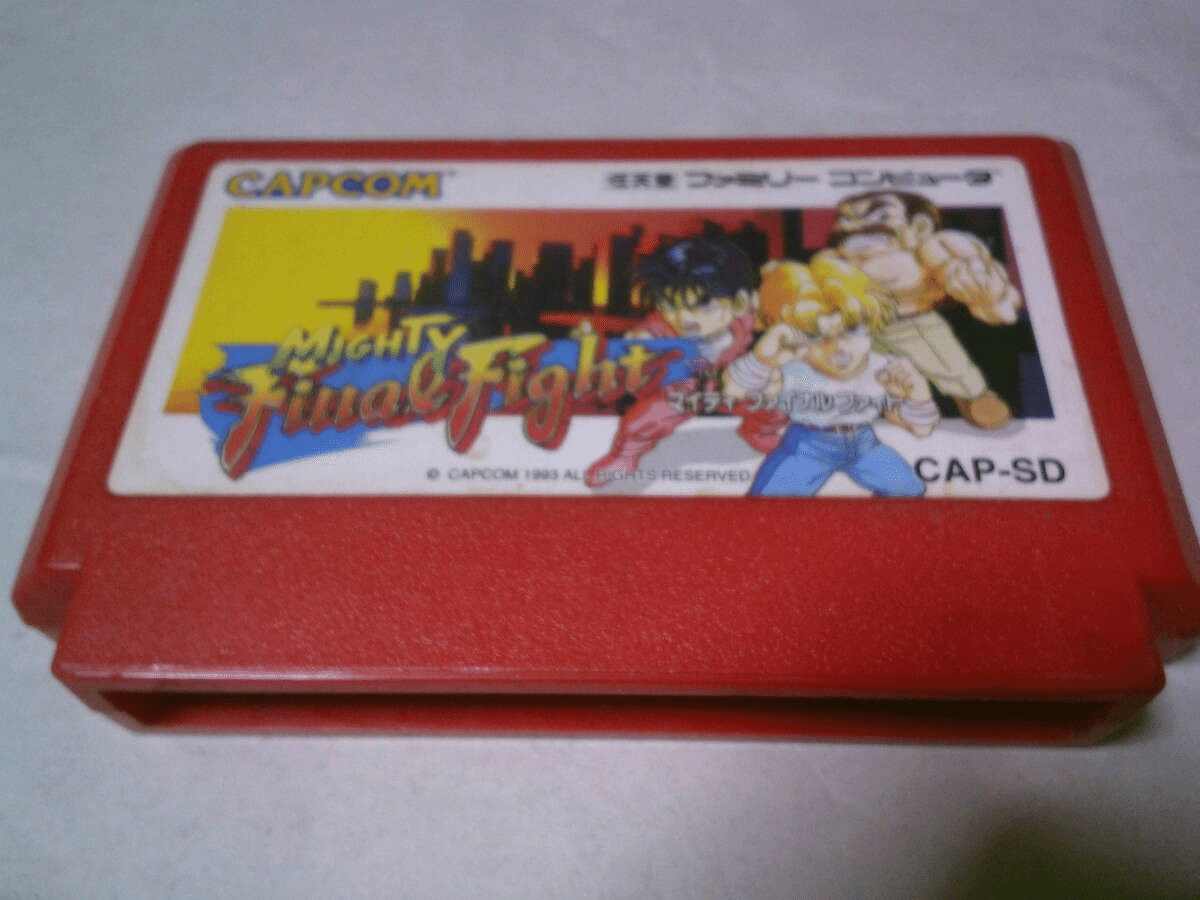 CAPCOM
任天堂 ファミリー コンピュータ™
MIGHTY
Final Fight
マイティ ファイナルファイト
© CAPCOM 1993 ALL RIGHTS RESERVED
CAP-SD